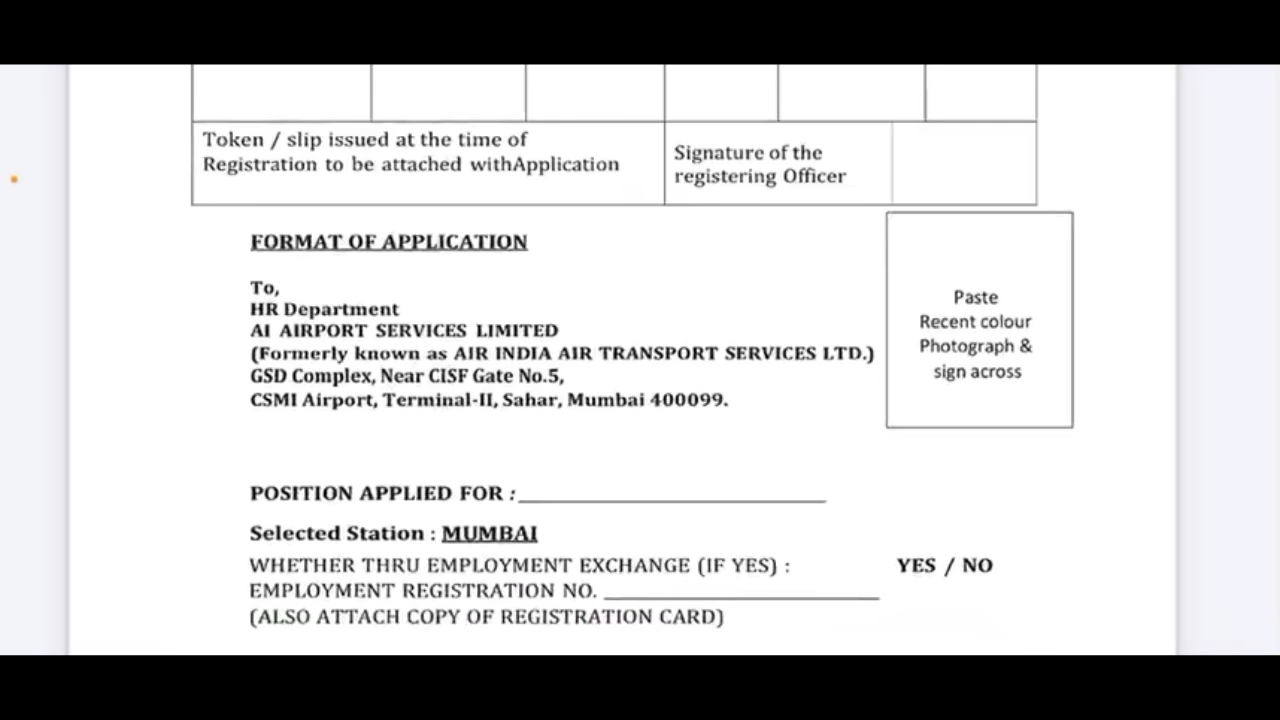 Token / slip issued at the time of
Registration to be attached withApplication
Signature of the
registering Officer
FORMAT OF APPLICATION
To,
HR Department
AI AIRPORT SERVICES LIMITED
(Formerly known as AIR INDIA AIR TRANSPORT SERVICES LTD.)
GSD Complex, Near CISF Gate No.5,
CSMI Airport, Terminal-II, Sahar, Mumbai 400099.
Paste
Recent colour
Photograph &
sign across
POSITION APPLIED FOR :
Selected Station : MUMBAI
WHETHER THRU EMPLOYMENT EXCHANGE (IF YES) : YES / NO
EMPLOYMENT REGISTRATION NO.
(ALSO ATTACH COPY OF REGISTRATION CARD)